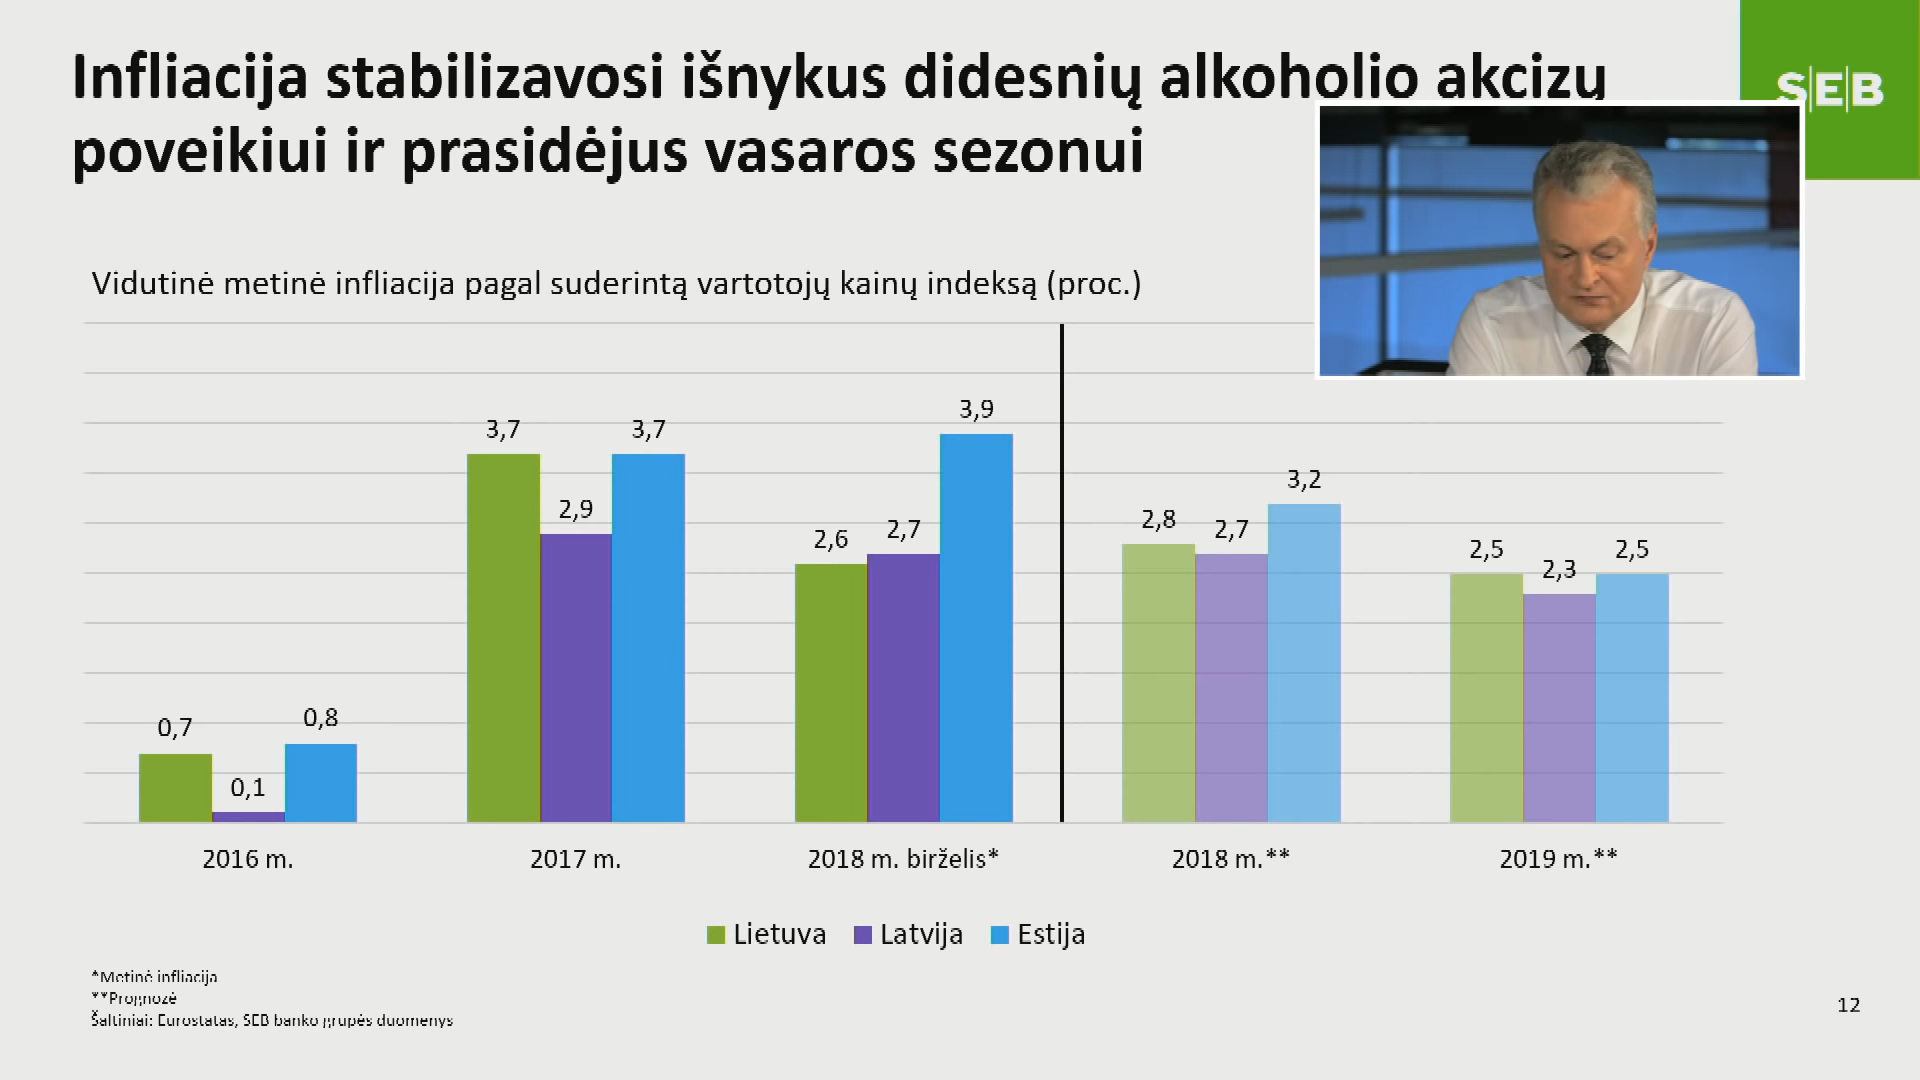 Infliacija stabilizavosi išnykus didesnių alkoholio akcizų
poveikiui ir prasidėjus vasaros sezonui
S|E|B
Vidutinė metinė infliacija pagal suderintą vartotojų kainų indeksą (proc.)
0,7
0,1
0,8
3,7
2,9
3,7
2,6
2,7
3,9
2,8
2,7
3,2
2,5
2,3
2,5
2016 m.
2017 m.
2018 m. birželis*
2018 m.**
2019 m.**
Lietuva
Latvija
Estija
*Metinė infliacija
**Prognozė
Šaltiniai: Eurostatas, SEB banko grupės duomenys
12